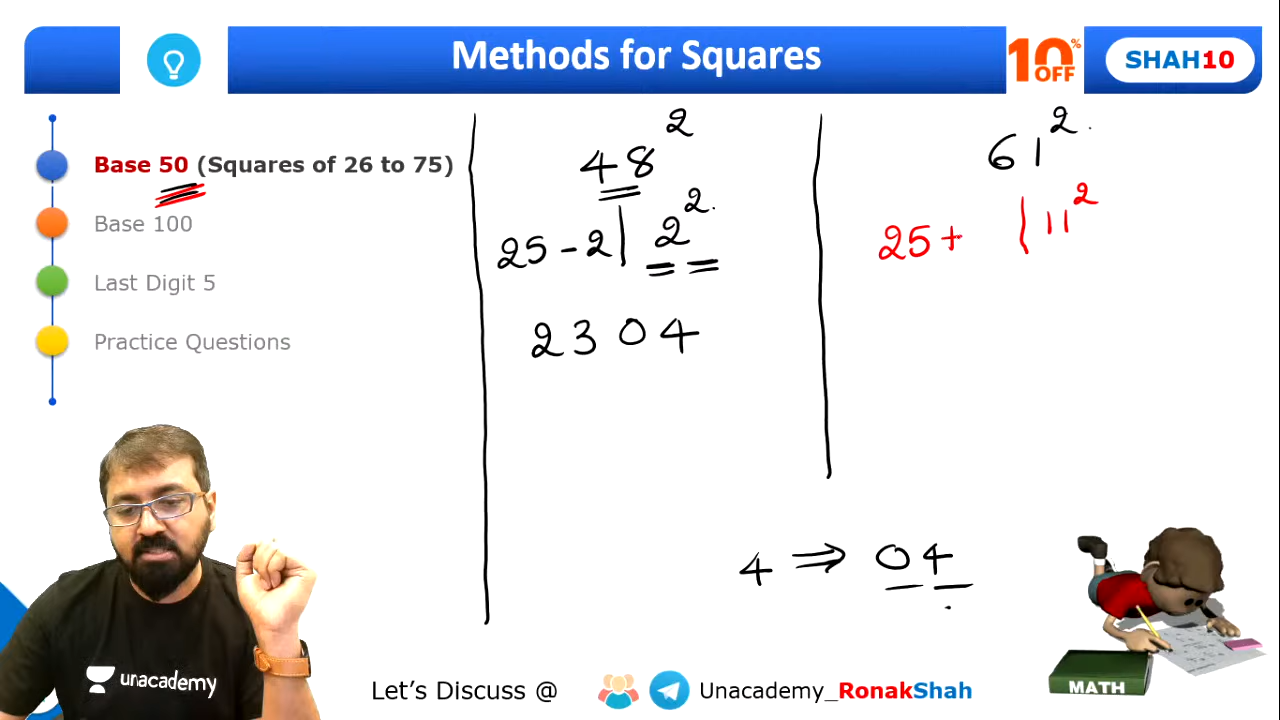 Methods for Squares
10% OFF
SHAH10
Base 50 (Squares of 26 to 75)
Base 100
Last Digit 5
Practice Questions
48²
25 - 2 | 2²
2304
61²
25 + | 11²
4 ⇒ 04
unacademy
Let's Discuss @
Unacademy_RonakShah
MATH